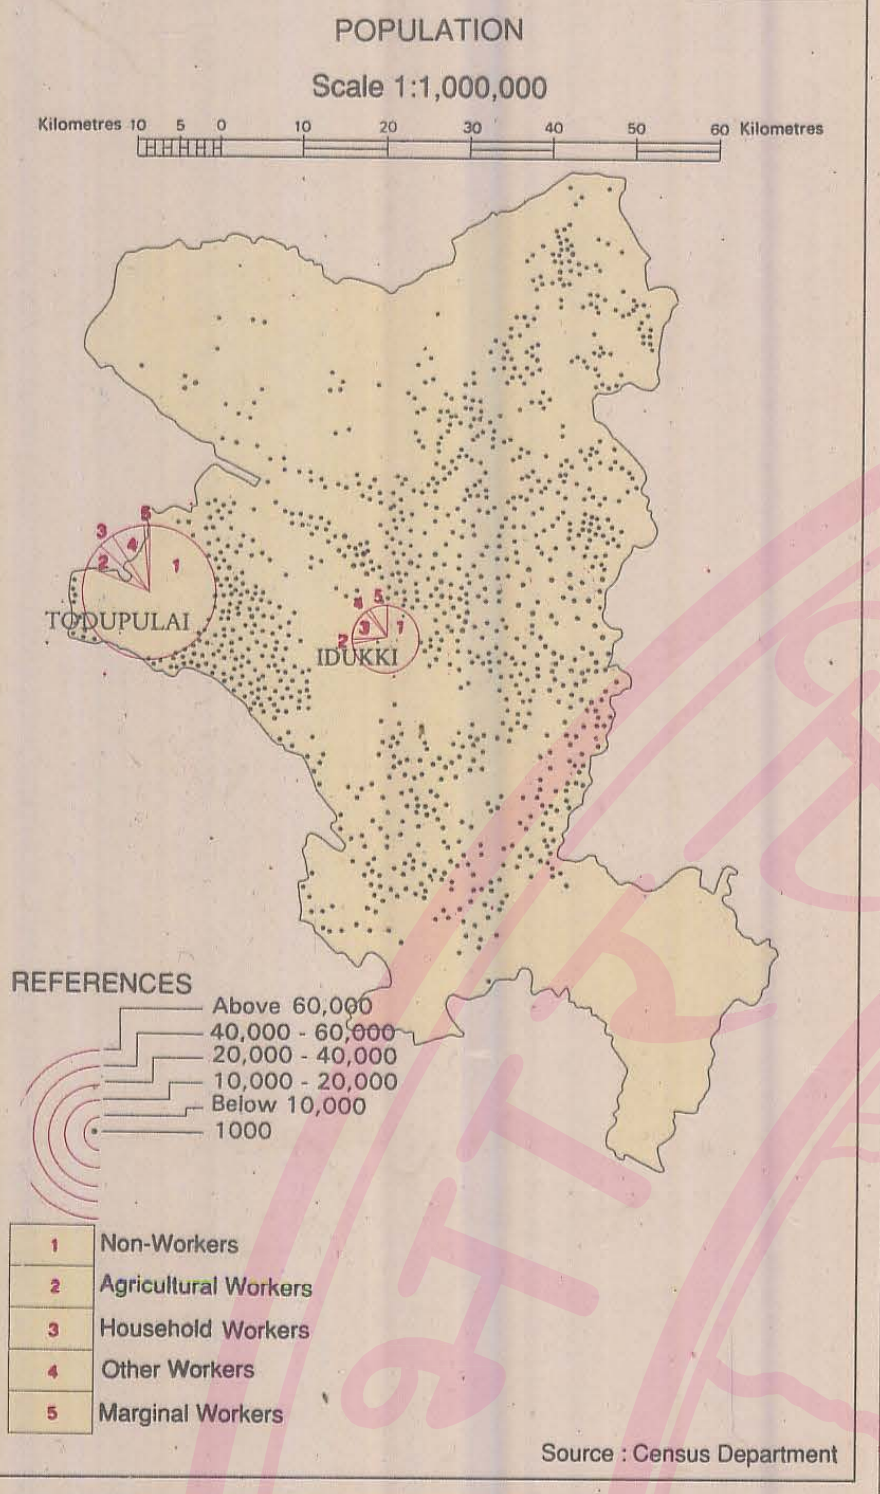 POPULATION
Scale 1:1,000,000
Kilometres 10 5 0 10 20 30 40 50 60 Kilometres
5
3
4
2
1
TODUPULAI
4
5
3
1
2
IDUKKI
REFERENCES
Above 60,000
40,000 - 60,000
20,000 - 40,000
10,000 - 20,000
Below 10,000
1000
1 Non-Workers
2 Agricultural Workers
3 Household Workers
4 Other Workers
5 Marginal Workers
Source : Census Department